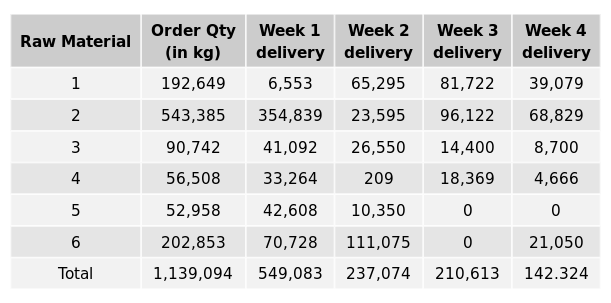 Raw Material Order Qty (in kg) Week 1 delivery Week 2 delivery Week 3 delivery Week 4 delivery
1 192,649 6,553 65,295 81,722 39,079
2 543,385 354,839 23,595 96,122 68,829
3 90,742 41,092 26,550 14,400 8,700
4 56,508 33,264 209 18,369 4,666
5 52,958 42,608 10,350 0 0
6 202,853 70,728 111,075 0 21,050
Total 1,139,094 549,083 237,074 210,613 142.324